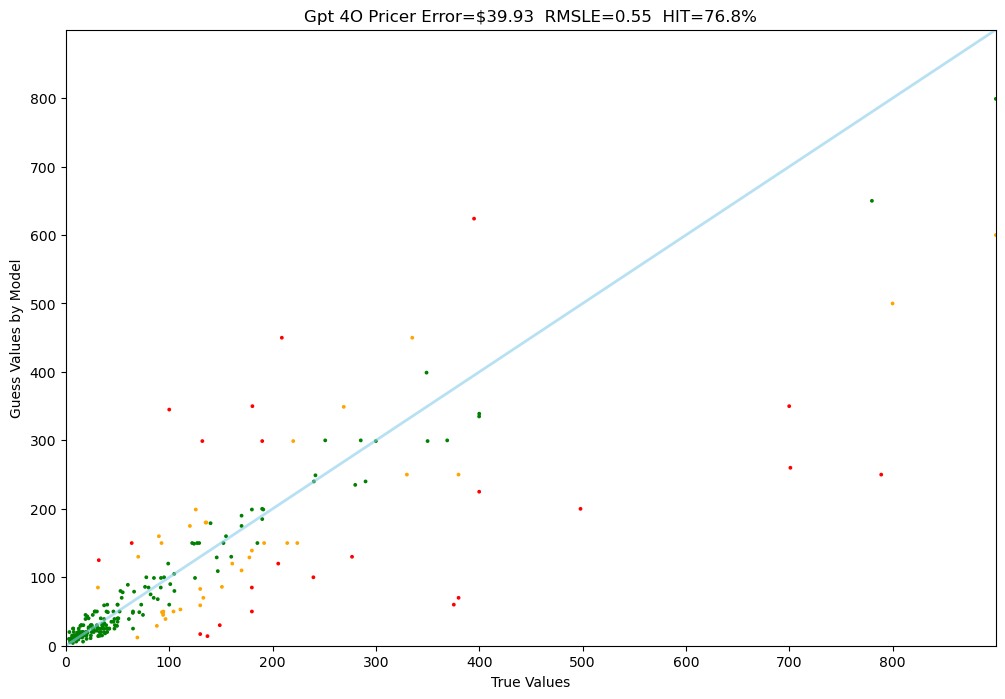 Gpt 4O Pricer Error=$39.93  RMSLE=0.55  HIT=76.8%
Guess Values by Model
800
700
600
500
400
300
200
100
0
0 100 200 300 400 500 600 700 800
True Values